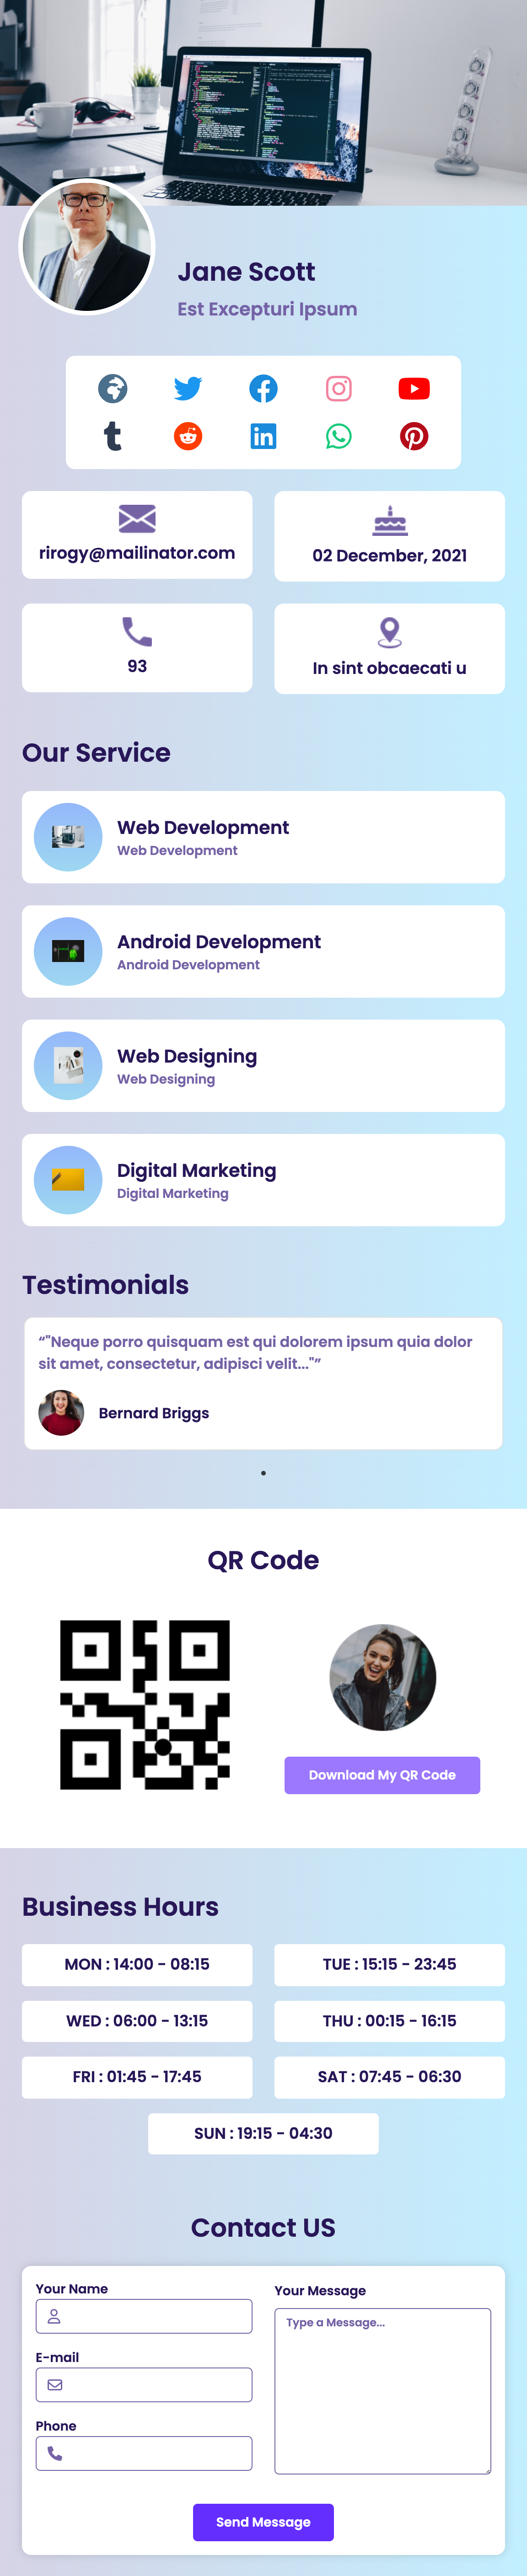 Jane Scott
Est Excepturi Ipsum
rirogy@mailinator.com
02 December, 2021
93
In sint obcaecati u
Our Service
Web Development
Web Development
Android Development
Android Development
Web Designing
Web Designing
Digital Marketing
Digital Marketing
Testimonials
“"Neque porro quisquam est qui dolorem ipsum quia dolor
sit amet, consectetur, adipisci velit..."”
Bernard Briggs
QR Code
Download My QR Code
Business Hours
MON : 14:00 - 08:15
TUE : 15:15 - 23:45
WED : 06:00 - 13:15
THU : 00:15 - 16:15
FRI : 01:45 - 17:45
SAT : 07:45 - 06:30
SUN : 19:15 - 04:30
Contact US
Your Name
E-mail
Phone
Your Message
Type a Message...
Send Message